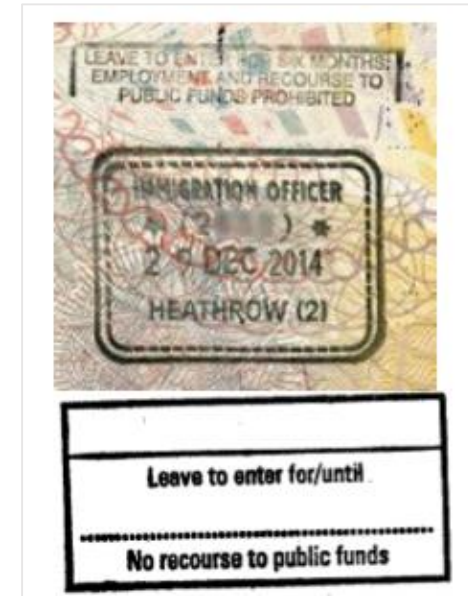 LEAVE TO ENTER FOR SIX MONTHS:
EMPLOYMENT AND RECOURSE TO
PUBLIC FUNDS PROHIBITED
IMMIGRATION OFFICER
* (2 ) *
DEC 2014
HEATHROW (2)
Leave to enter for/until
No recourse to public funds